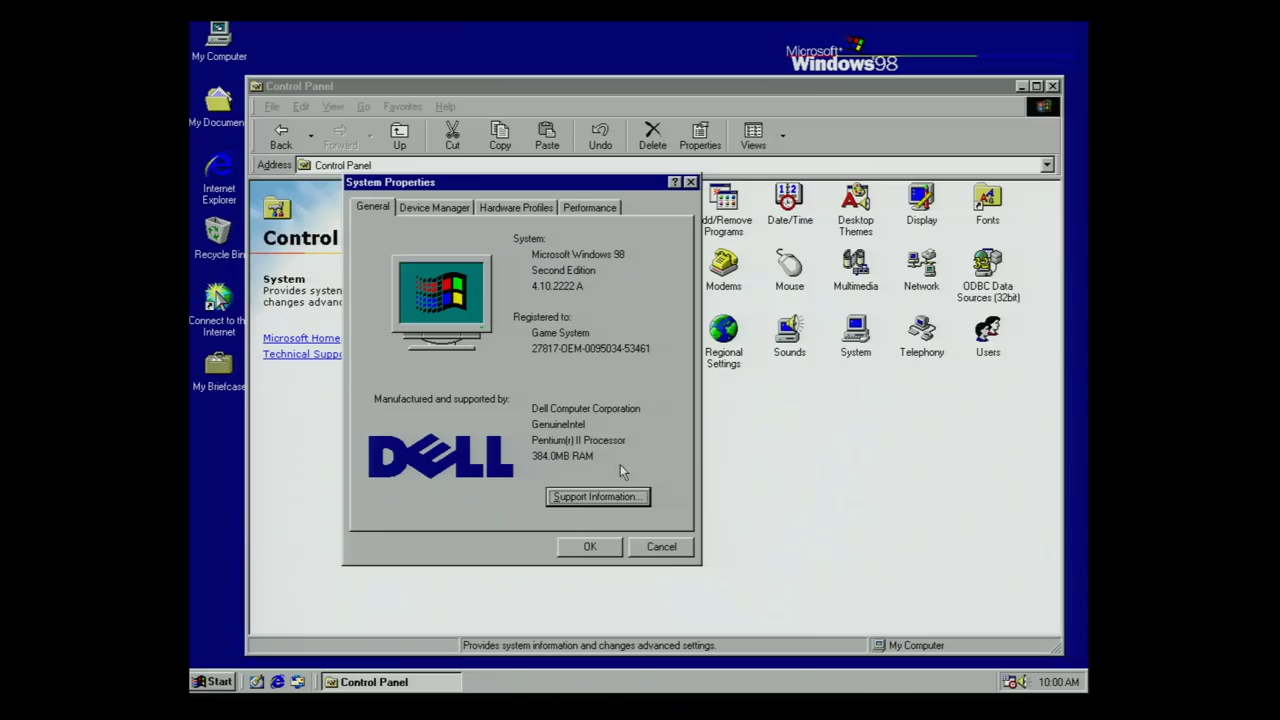 My Computer
My Documen
Internet
Explorer
Recycle Bin
Connect to the
Internet
My Briefcase
Microsoft
Windows 98
Control Panel
File Edit View Go Favorites Help
Back Forward Up Cut Copy Paste Undo Delete Properties Views
Address Control Panel
Control
System
Provides system
changes advan
Microsoft Home
Technical Suppo
System Properties
General Device Manager Hardware Profiles Performance
System:
Microsoft Windows 98
Second Edition
4.10.2222 A
Registered to:
Game System
27817-OEM-0095034-53461
Manufactured and supported by:
DELL
Dell Computer Corporation
GenuineIntel
Pentium(r) II Processor
384.0MB RAM
Support Information...
OK Cancel
dd/Remove
Programs
Date/Time
Desktop
Themes
Display
Fonts
Modems
Mouse
Multimedia
Network
ODBC Data
Sources (32bit)
Regional
Settings
Sounds
System
Telephony
Users
Provides system information and changes advanced settings.
My Computer
Start
Control Panel
10:00 AM